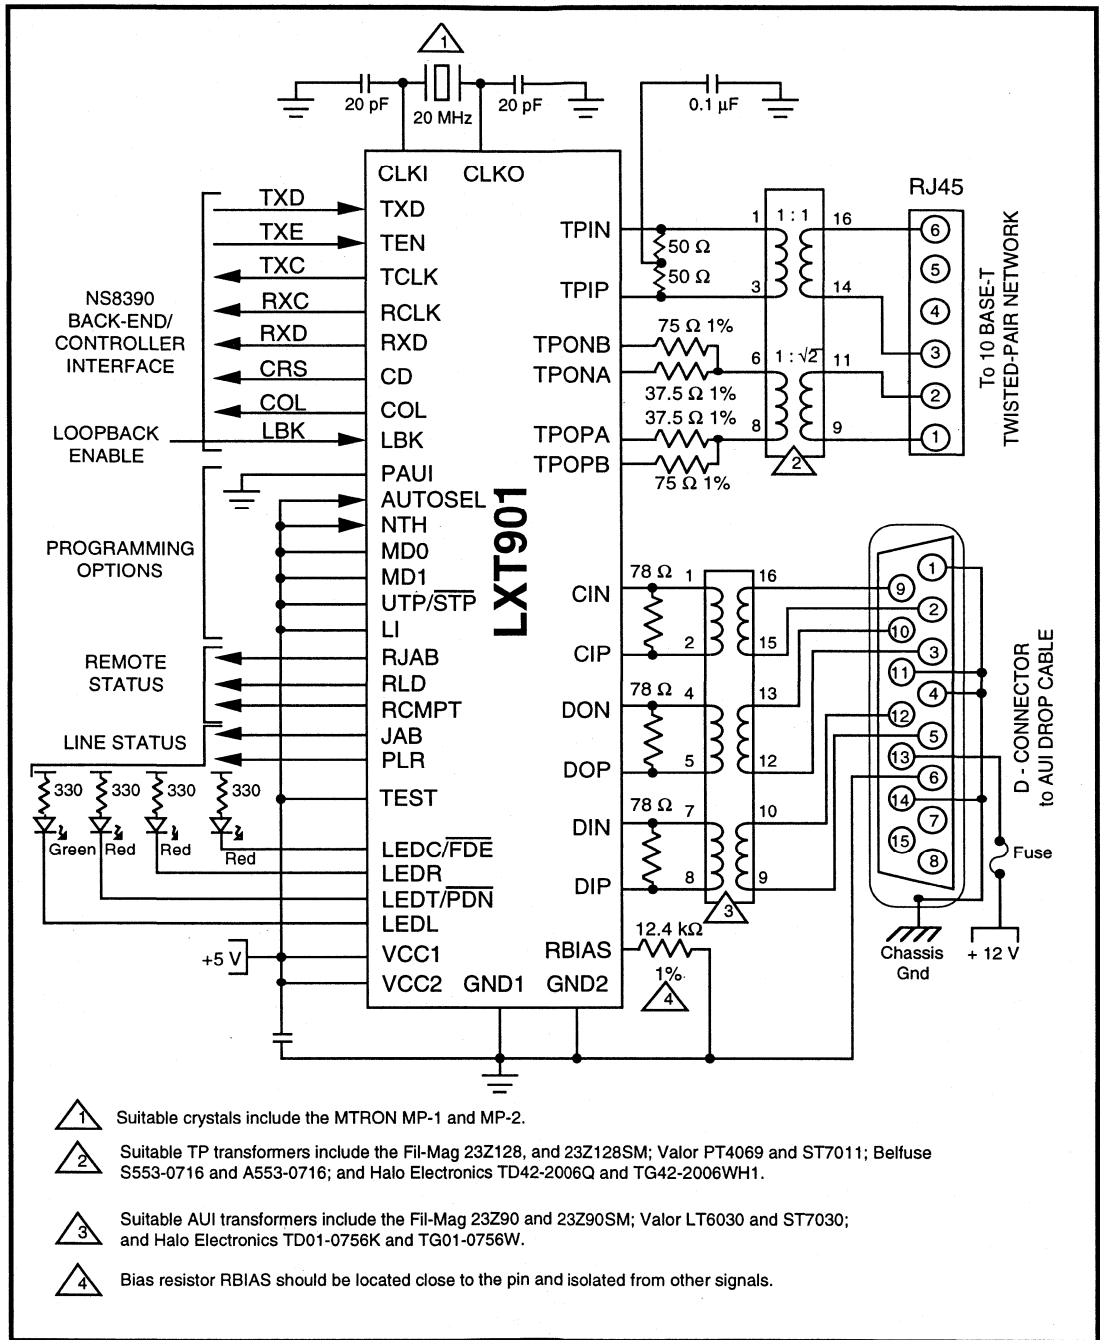 1
20 pF
20 MHz
20 pF
0.1 µF
CLKI
CLKO
RJ45
NS8390
BACK-END/
CONTROLLER
INTERFACE
TXD
TXE
TXC
RXC
RXD
CRS
COL
LBK
LOOPBACK
ENABLE
TXD
TEN
TCLK
RCLK
RXD
CD
COL
LBK
PAUI
AUTOSEL
NTH
MD0
MD1
UTP/S̅T̅P̅
LI
RJAB
RLD
RCMPT
JAB
PLR
TEST
LEDC/F̅D̅E̅
LEDR
LEDT/P̅D̅N̅
LEDL
VCC1
VCC2
GND1
GND2
PROGRAMMING
OPTIONS
REMOTE
STATUS
LINE STATUS
330
330
330
330
Green
Red
Red
Red
+5 V
LXT901
TPIN
TPIP
TPONB
TPONA
TPOPA
TPOPB
CIN
CIP
DON
DOP
DIN
DIP
RBIAS
50 Ω
50 Ω
75 Ω 1%
37.5 Ω 1%
37.5 Ω 1%
75 Ω 1%
1
1 : 1
16
3
14
6
1 : √2
11
8
9
2
6
5
4
3
2
1
To 10 BASE-T
TWISTED-PAIR NETWORK
78 Ω
1
16
2
15
78 Ω
4
13
5
12
78 Ω
7
10
8
9
3
12.4 kΩ
1%
4
1
9
2
10
3
11
4
12
5
13
6
14
7
15
8
D - CONNECTOR
to AUI DROP CABLE
Fuse
Chassis
Gnd
+ 12 V
1 Suitable crystals include the MTRON MP-1 and MP-2.
2 Suitable TP transformers include the Fil-Mag 23Z128, and 23Z128SM; Valor PT4069 and ST7011; Belfuse
S553-0716 and A553-0716; and Halo Electronics TD42-2006Q and TG42-2006WH1.
3 Suitable AUI transformers include the Fil-Mag 23Z90 and 23Z90SM; Valor LT6030 and ST7030;
and Halo Electronics TD01-0756K and TG01-0756W.
4 Bias resistor RBIAS should be located close to the pin and isolated from other signals.